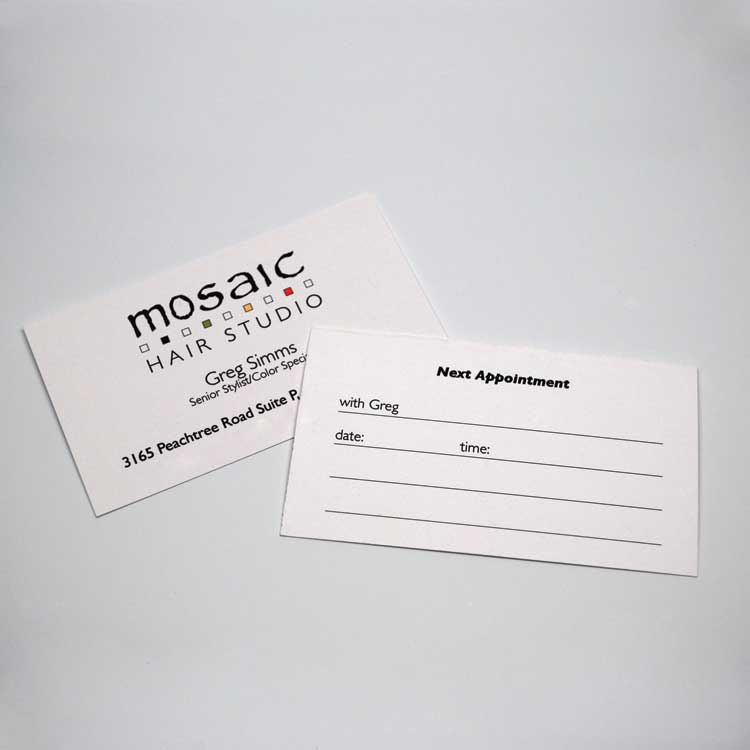 mosaic
HAIR STUDIO
Greg Simms
Senior Stylist/Color
3165 Peachtree Road Suite P,
Next Appointment
with Greg
date: time: